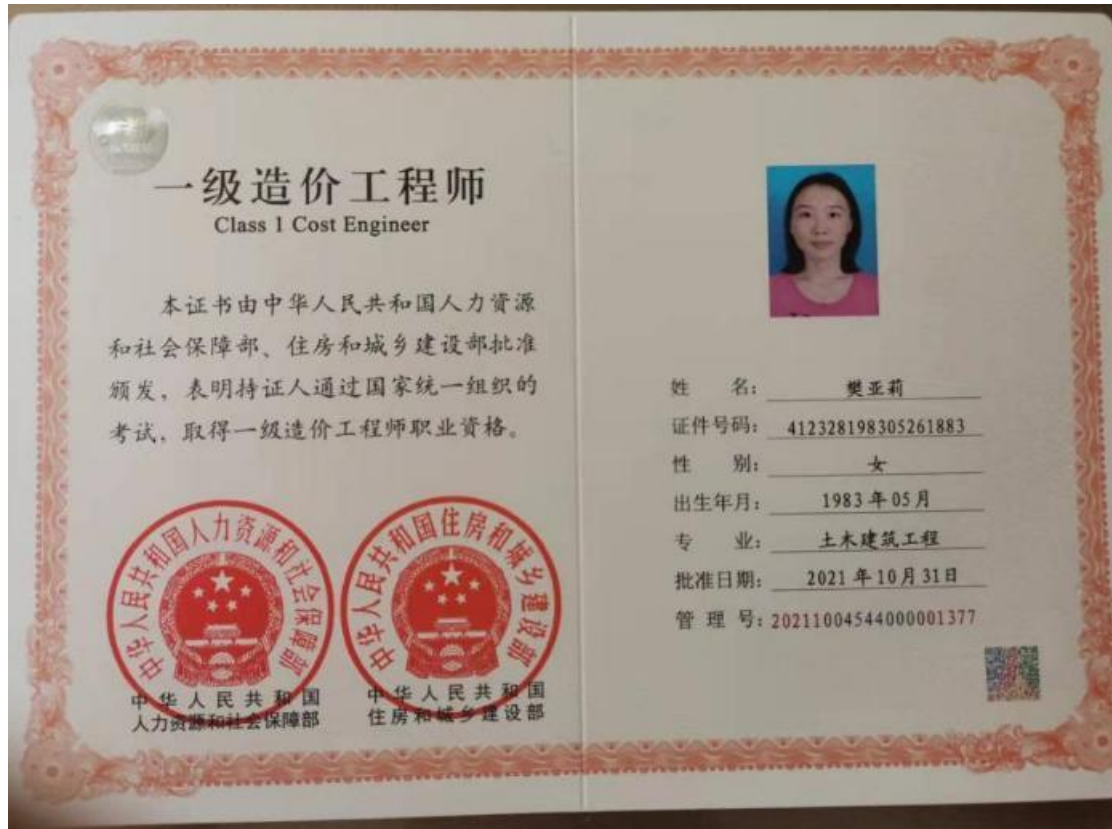 一级造价工程师
Class 1 Cost Engineer
本证书由中华人民共和国人力资源
和社会保障部、住房和城乡建设部批准
颁发，表明持证人通过国家统一组织的
考试，取得一级造价工程师职业资格。
中华人民共和国人力资源和社会保障部
中华人民共和国住房和城乡建设部
中华人民共和国
人力资源和社会保障部
中华人民共和国
住房和城乡建设部
姓 名： 樊亚莉
证件号码： 412328198305261883
性 别： 女
出生年月： 1983年05月
专 业： 土木建筑工程
批准日期： 2021年10月31日
管 理 号：20211004544000001377